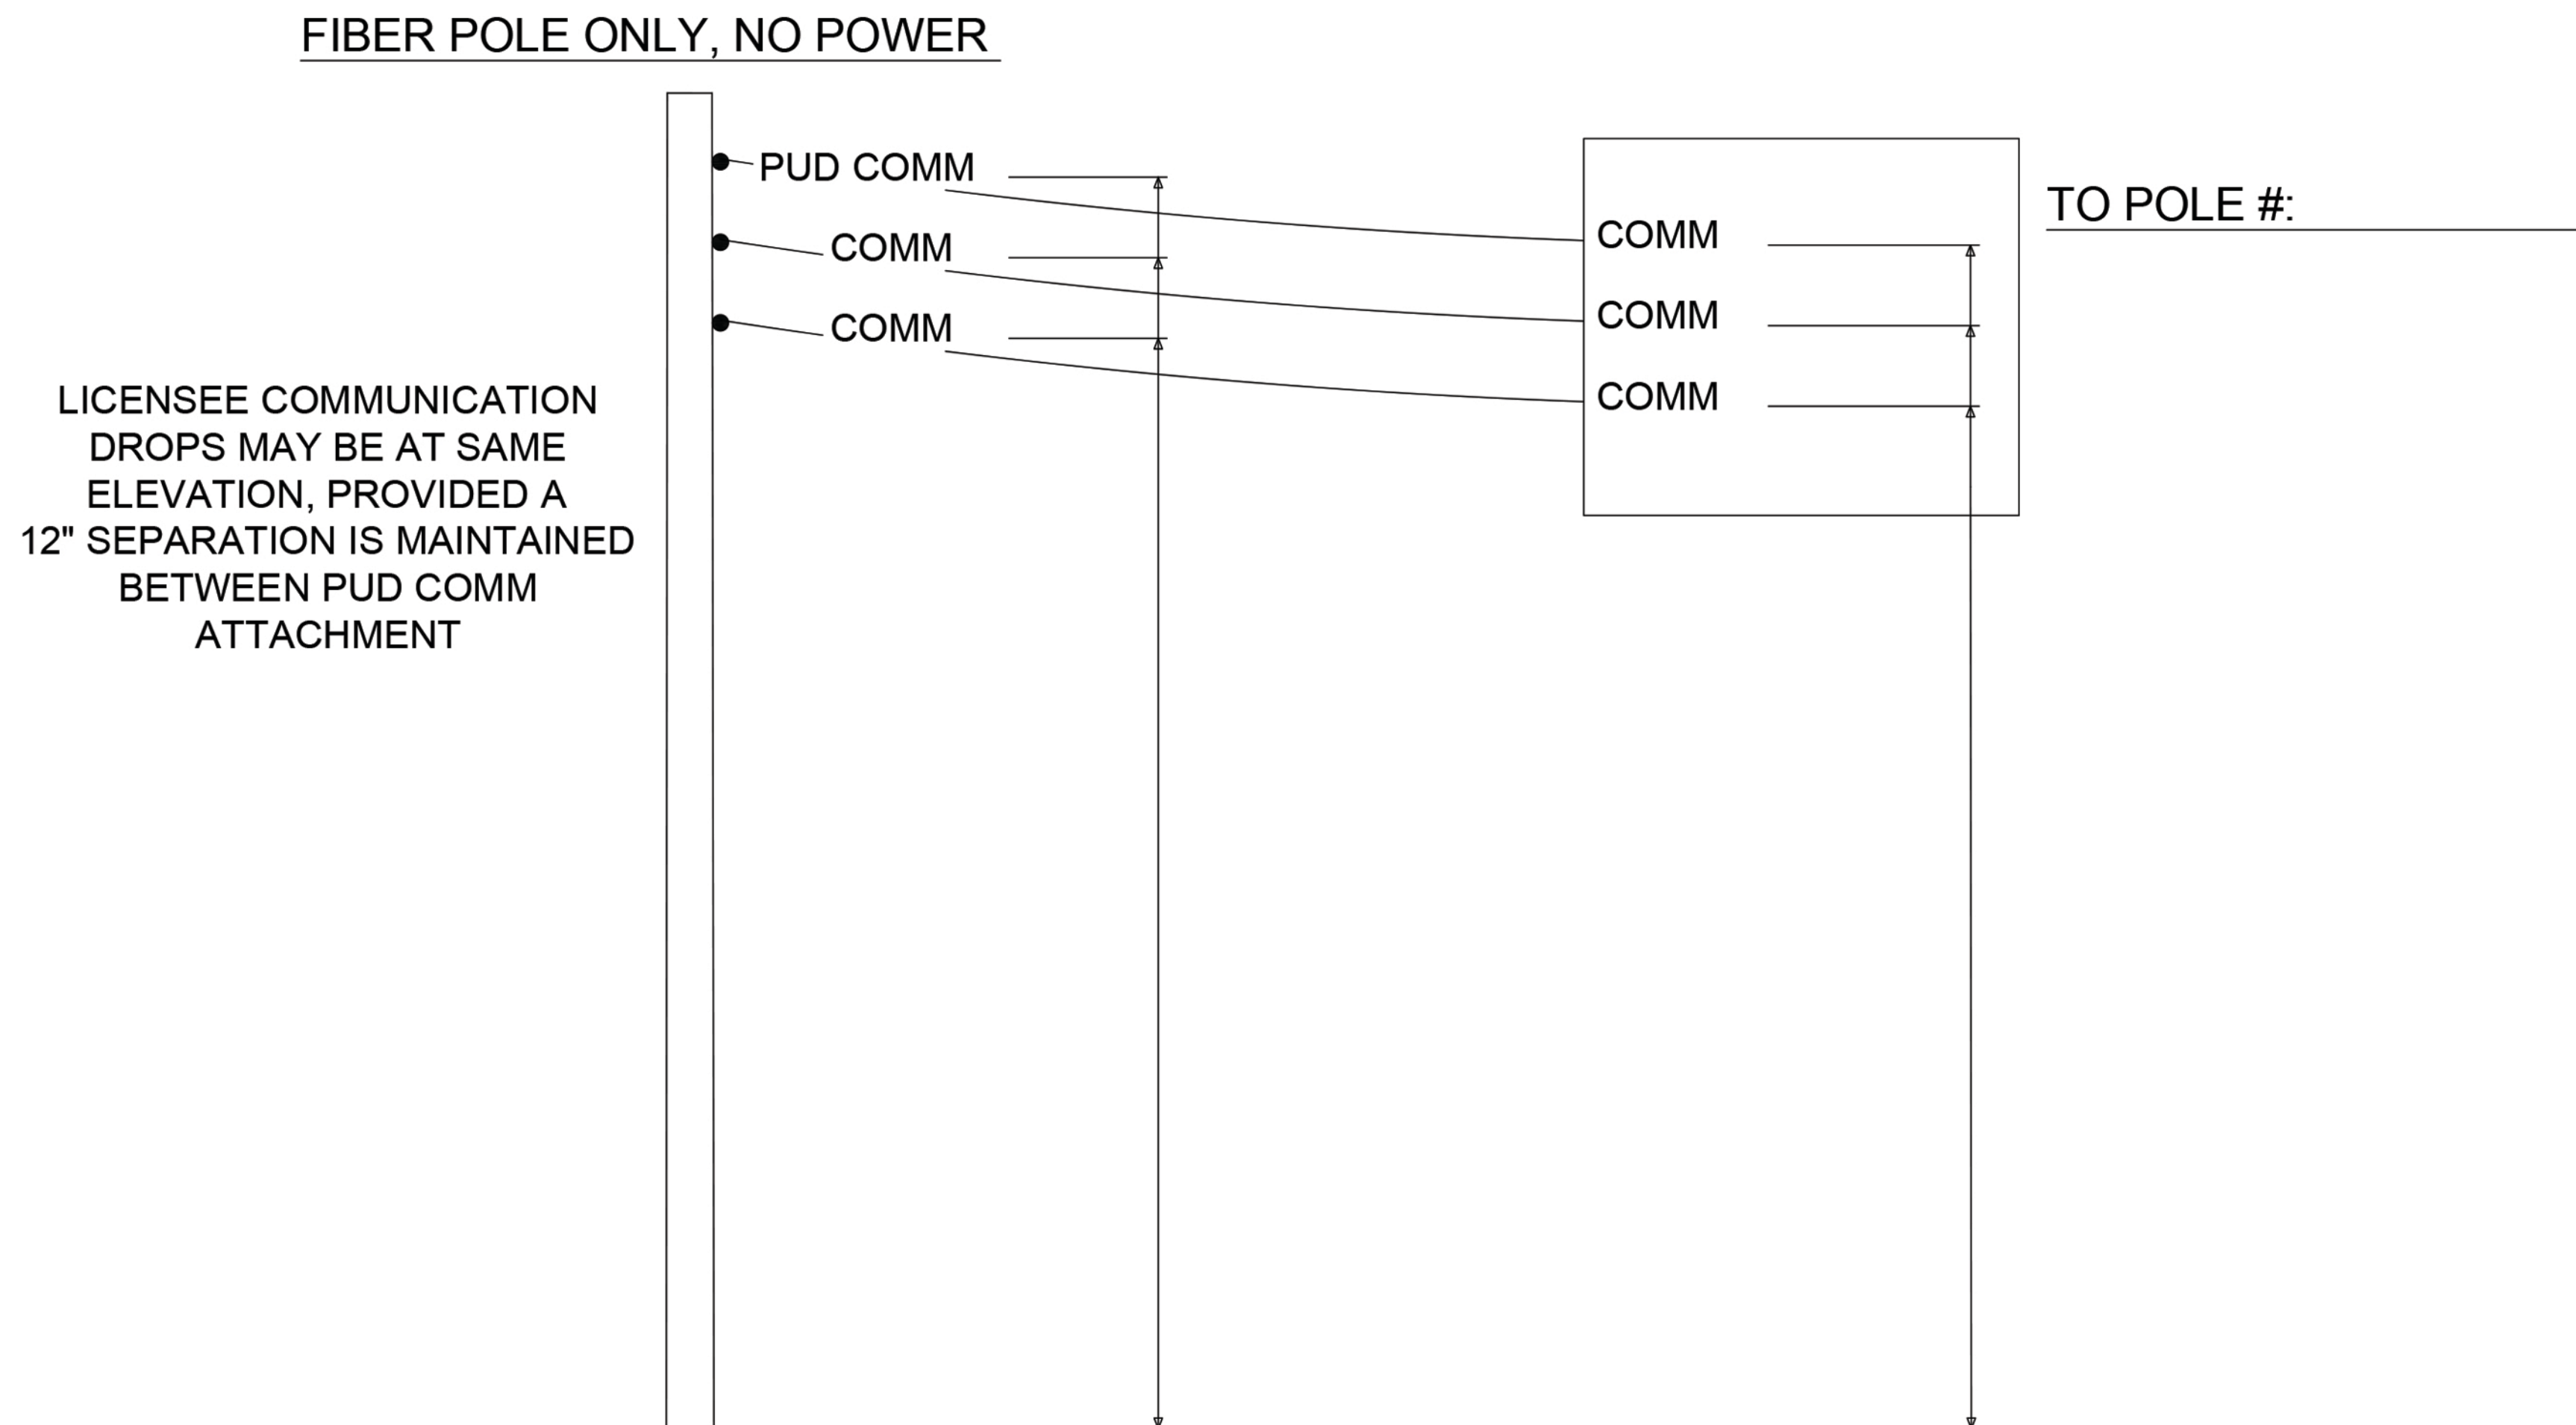 FIBER POLE ONLY, NO POWER
PUD COMM
COMM
COMM
COMM
COMM
COMM
TO POLE #:
LICENSEE COMMUNICATION
DROPS MAY BE AT SAME
ELEVATION, PROVIDED A
12" SEPARATION IS MAINTAINED
BETWEEN PUD COMM
ATTACHMENT